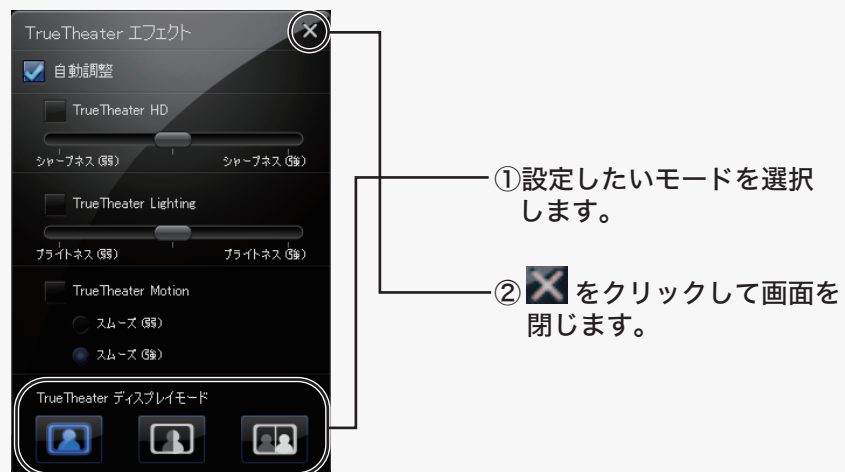 TrueTheater エフェクト
自動調整
TrueTheater HD
シャープネス (弱) シャープネス (強)
TrueTheater Lighting
ブライトネス (弱) ブライトネス (強)
TrueTheater Motion
スムーズ (弱)
スムーズ (強)
TrueTheater ディスプレイモード
①設定したいモードを選択
します。
② をクリックして画面を
閉じます。